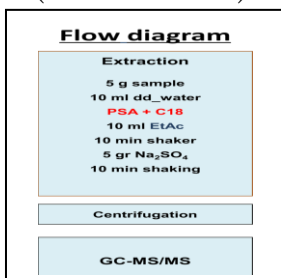 Flow diagram
Extraction
5 g sample
10 ml dd_water
PSA + C18
10 ml EtAc
10 min shaker
5 gr Na₂SO₄
10 min shaking
Centrifugation
GC-MS/MS